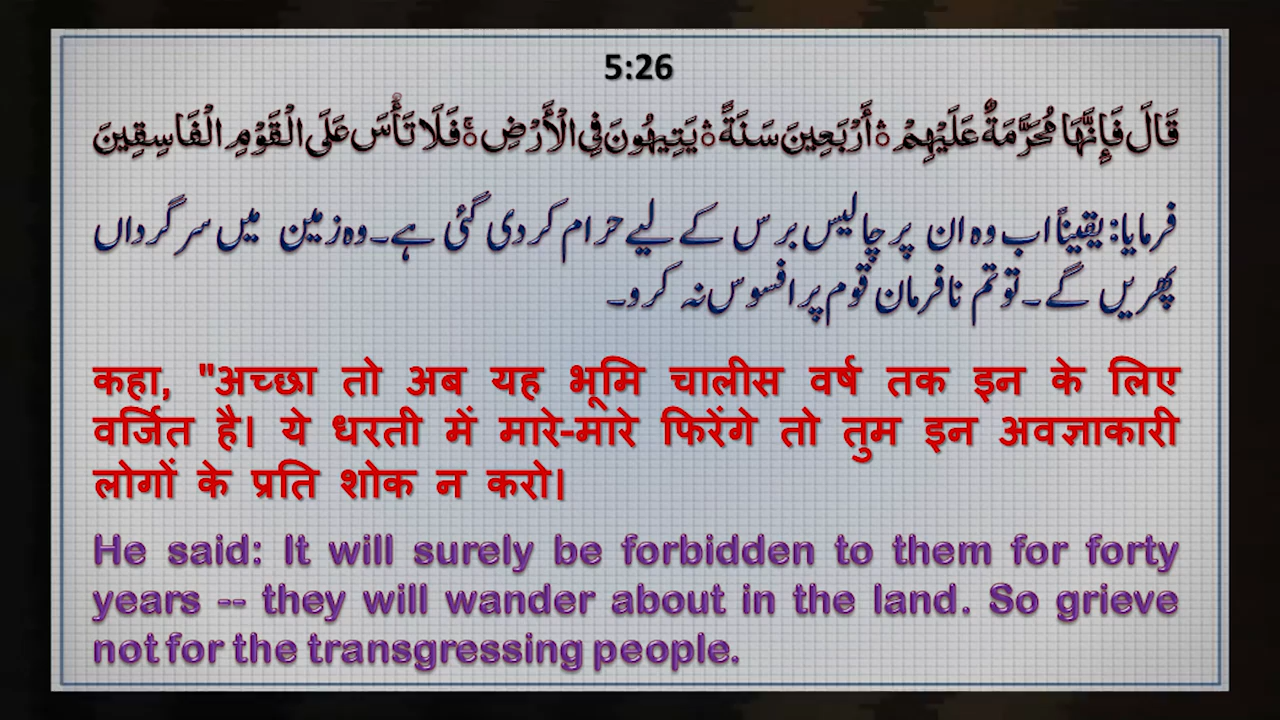 5:26
قَالَ فَإِنَّهَا مُحَرَّمَةٌ عَلَيْهِمْ ۛ أَرْبَعِينَ سَنَةً ۛ يَتِيهُونَ فِي الْأَرْضِ ۚ فَلَا تَأْسَ عَلَى الْقَوْمِ الْفَاسِقِينَ
فرمایا: یقیناً اب وہ ان پر چالیس برس کے لیے حرام کر دی گئی ہے۔ وہ زمین میں سرگرداں
پھریں گے۔ تو تم نافرمان قوم پر افسوس نہ کرو۔
कहा, "अच्छा तो अब यह भूमि चालीस वर्ष तक इन के लिए
वर्जित है। ये धरती में मारे-मारे फिरेंगे तो तुम इन अवज्ञाकारी
लोगों के प्रति शोक न करो।
He said: It will surely be forbidden to them for forty
years -- they will wander about in the land. So grieve
not for the transgressing people.